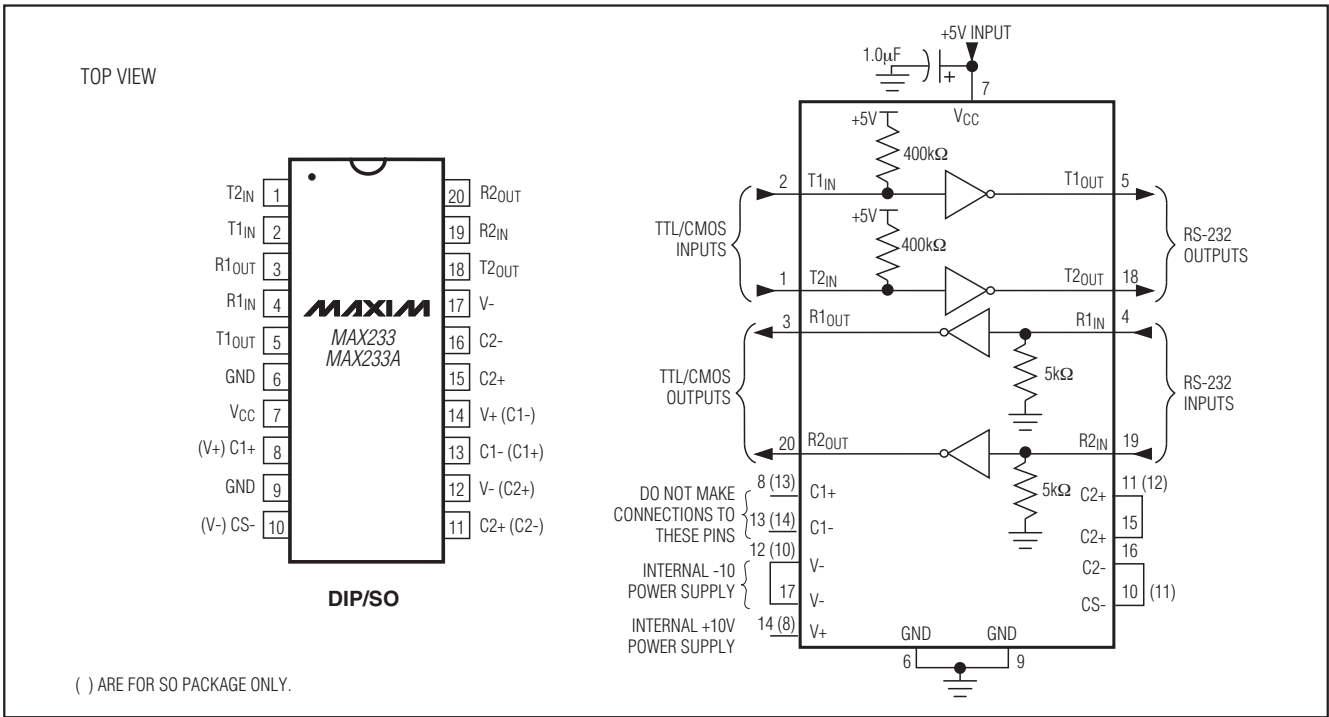 TOP VIEW
T2IN 1
T1IN 2
R1OUT 3
R1IN 4
T1OUT 5
GND 6
VCC 7
(V+) C1+ 8
GND 9
(V-) CS- 10
20 R2OUT
19 R2IN
18 T2OUT
17 V-
16 C2-
15 C2+
14 V+ (C1-)
13 C1- (C1+)
12 V- (C2+)
11 C2+ (C2-)
MAXIM
MAX233
MAX233A
DIP/SO
( ) ARE FOR SO PACKAGE ONLY.
+5V INPUT
1.0µF
+
7
VCC
+5V
400kΩ
2 T1IN
T1OUT 5
+5V
400kΩ
TTL/CMOS
INPUTS
RS-232
OUTPUTS
1 T2IN
T2OUT 18
3 R1OUT
R1IN 4
5kΩ
TTL/CMOS
OUTPUTS
RS-232
INPUTS
20 R2OUT
R2IN 19
5kΩ
DO NOT MAKE
CONNECTIONS TO
THESE PINS
8 (13) C1+
13 (14) C1-
INTERNAL -10
POWER SUPPLY
12 (10) V-
17 V-
INTERNAL +10V
POWER SUPPLY
14 (8) V+
C2+ 11 (12)
C2+ 15
C2- 16
CS- 10 (11)
GND GND
6 9